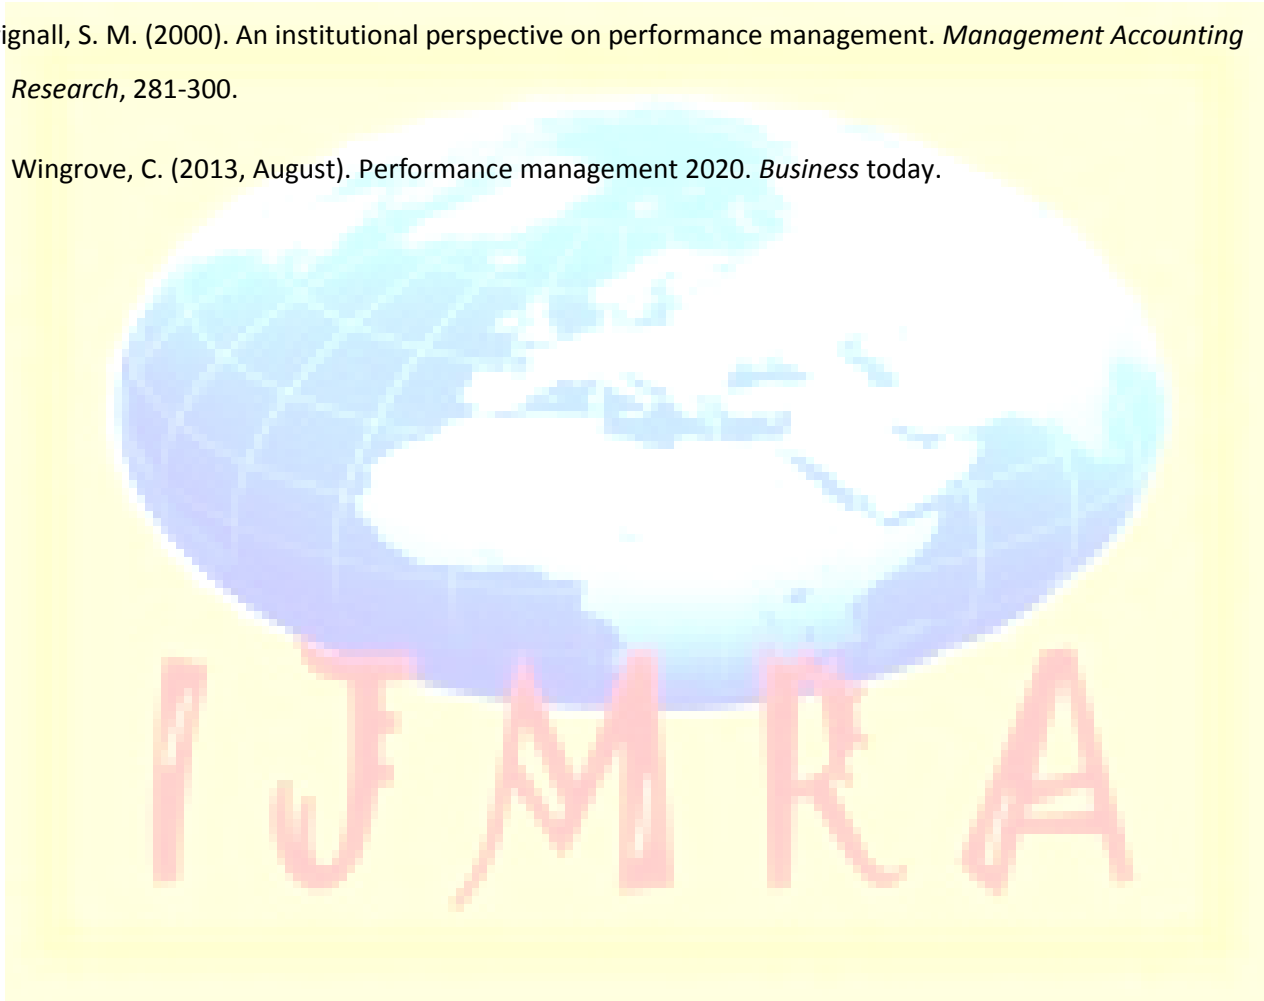 ignall, S. M. (2000). An institutional perspective on performance management. Management Accounting
Research, 281-300.
Wingrove, C. (2013, August). Performance management 2020. Business today.
IJMRA